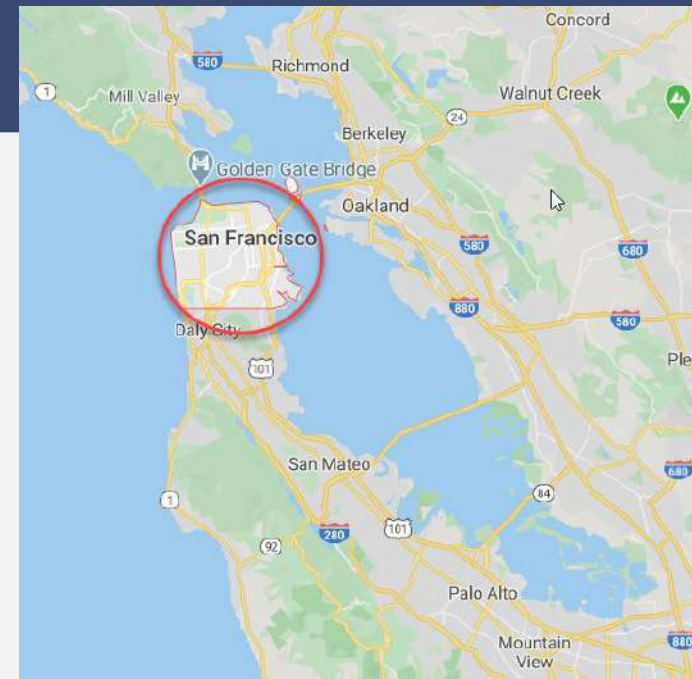 Concord
580
Richmond
1
Mill Valley
Walnut Creek
24
Berkeley
Golden Gate Bridge
Oakland
San Francisco
580
680
880
580
Daly City
Ple
101
680
San Mateo
84
1
101
280
92
Palo Alto
Mountain
View
880